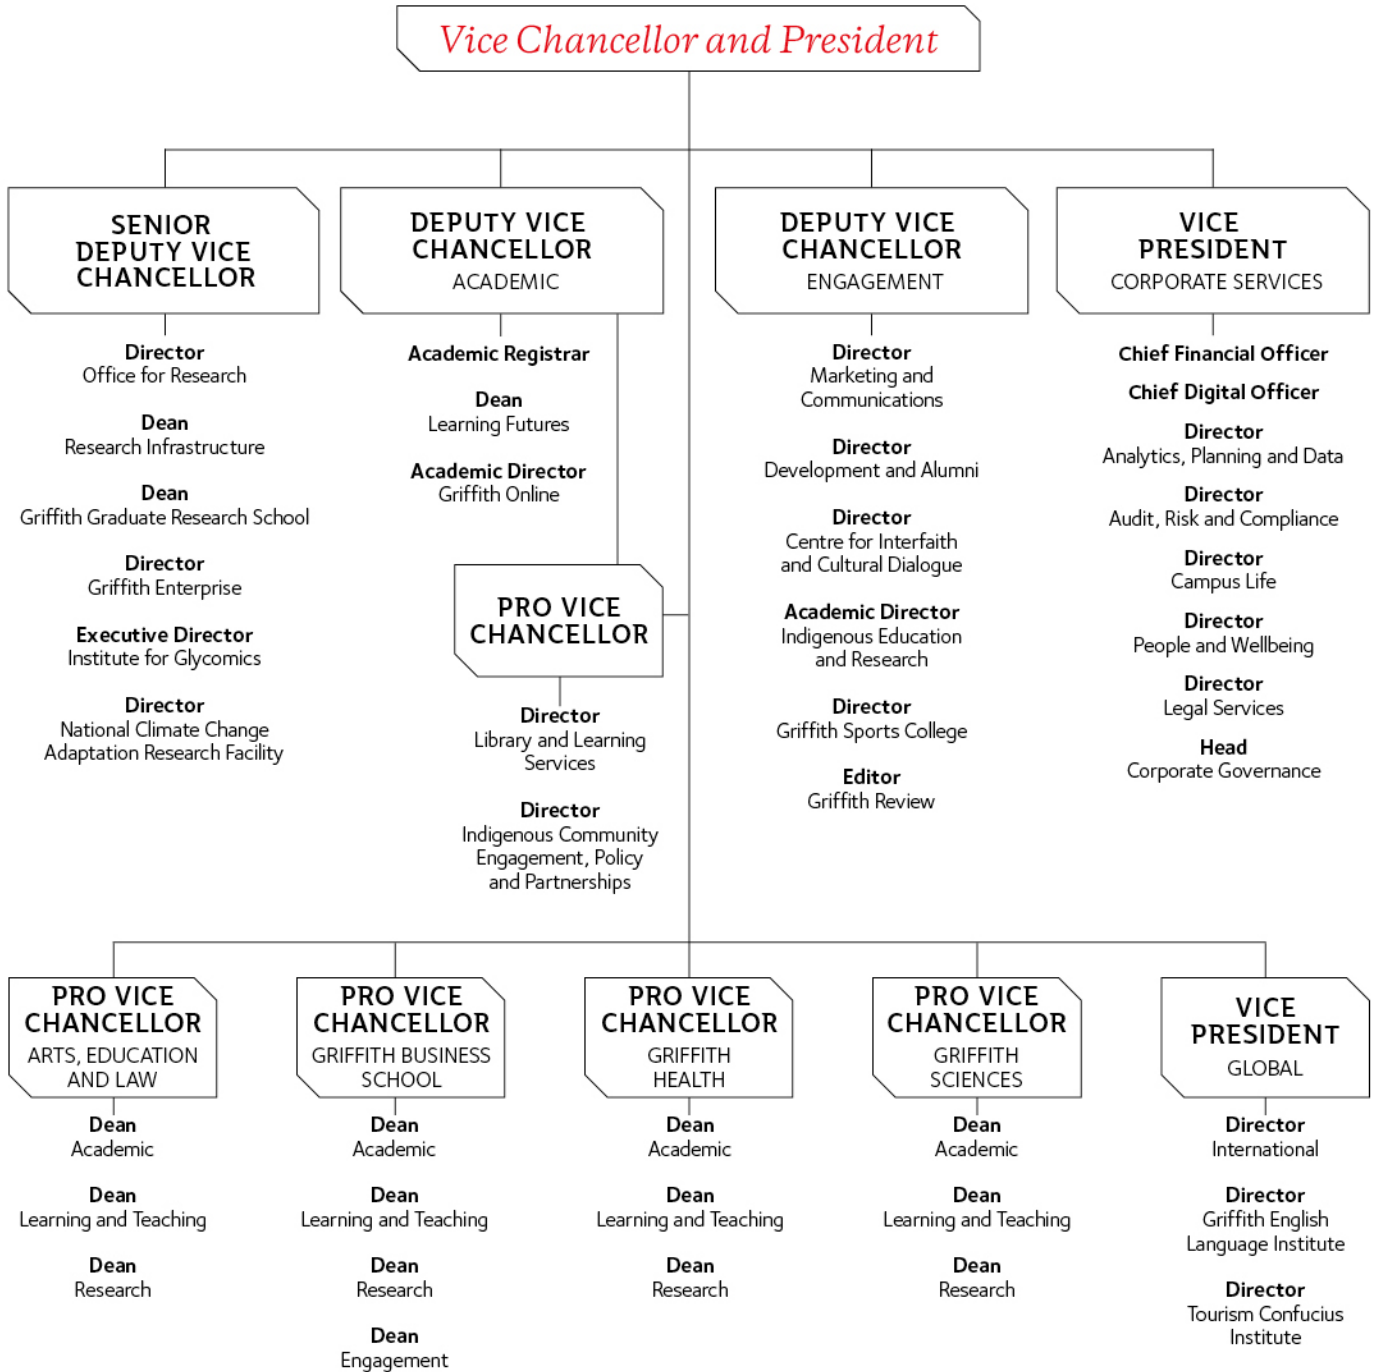 Vice Chancellor and President
SENIOR
DEPUTY VICE
CHANCELLOR
Director
Office for Research
Dean
Research Infrastructure
Dean
Griffith Graduate Research School
Director
Griffith Enterprise
Executive Director
Institute for Glycomics
Director
National Climate Change
Adaptation Research Facility
DEPUTY VICE
CHANCELLOR
ACADEMIC
Academic Registrar
Dean
Learning Futures
Academic Director
Griffith Online
PRO VICE
CHANCELLOR
Director
Library and Learning
Services
Director
Indigenous Community
Engagement, Policy
and Partnerships
DEPUTY VICE
CHANCELLOR
ENGAGEMENT
Director
Marketing and
Communications
Director
Development and Alumni
Director
Centre for Interfaith
and Cultural Dialogue
Academic Director
Indigenous Education
and Research
Director
Griffith Sports College
Editor
Griffith Review
VICE
PRESIDENT
CORPORATE SERVICES
Chief Financial Officer
Chief Digital Officer
Director
Analytics, Planning and Data
Director
Audit, Risk and Compliance
Director
Campus Life
Director
People and Wellbeing
Director
Legal Services
Head
Corporate Governance
PRO VICE
CHANCELLOR
ARTS, EDUCATION
AND LAW
Dean
Academic
Dean
Learning and Teaching
Dean
Research
PRO VICE
CHANCELLOR
GRIFFITH BUSINESS
SCHOOL
Dean
Academic
Dean
Learning and Teaching
Dean
Research
Dean
Engagement
PRO VICE
CHANCELLOR
GRIFFITH
HEALTH
Dean
Academic
Dean
Learning and Teaching
Dean
Research
PRO VICE
CHANCELLOR
GRIFFITH
SCIENCES
Dean
Academic
Dean
Learning and Teaching
Dean
Research
VICE
PRESIDENT
GLOBAL
Director
International
Director
Griffith English
Language Institute
Director
Tourism Confucius
Institute